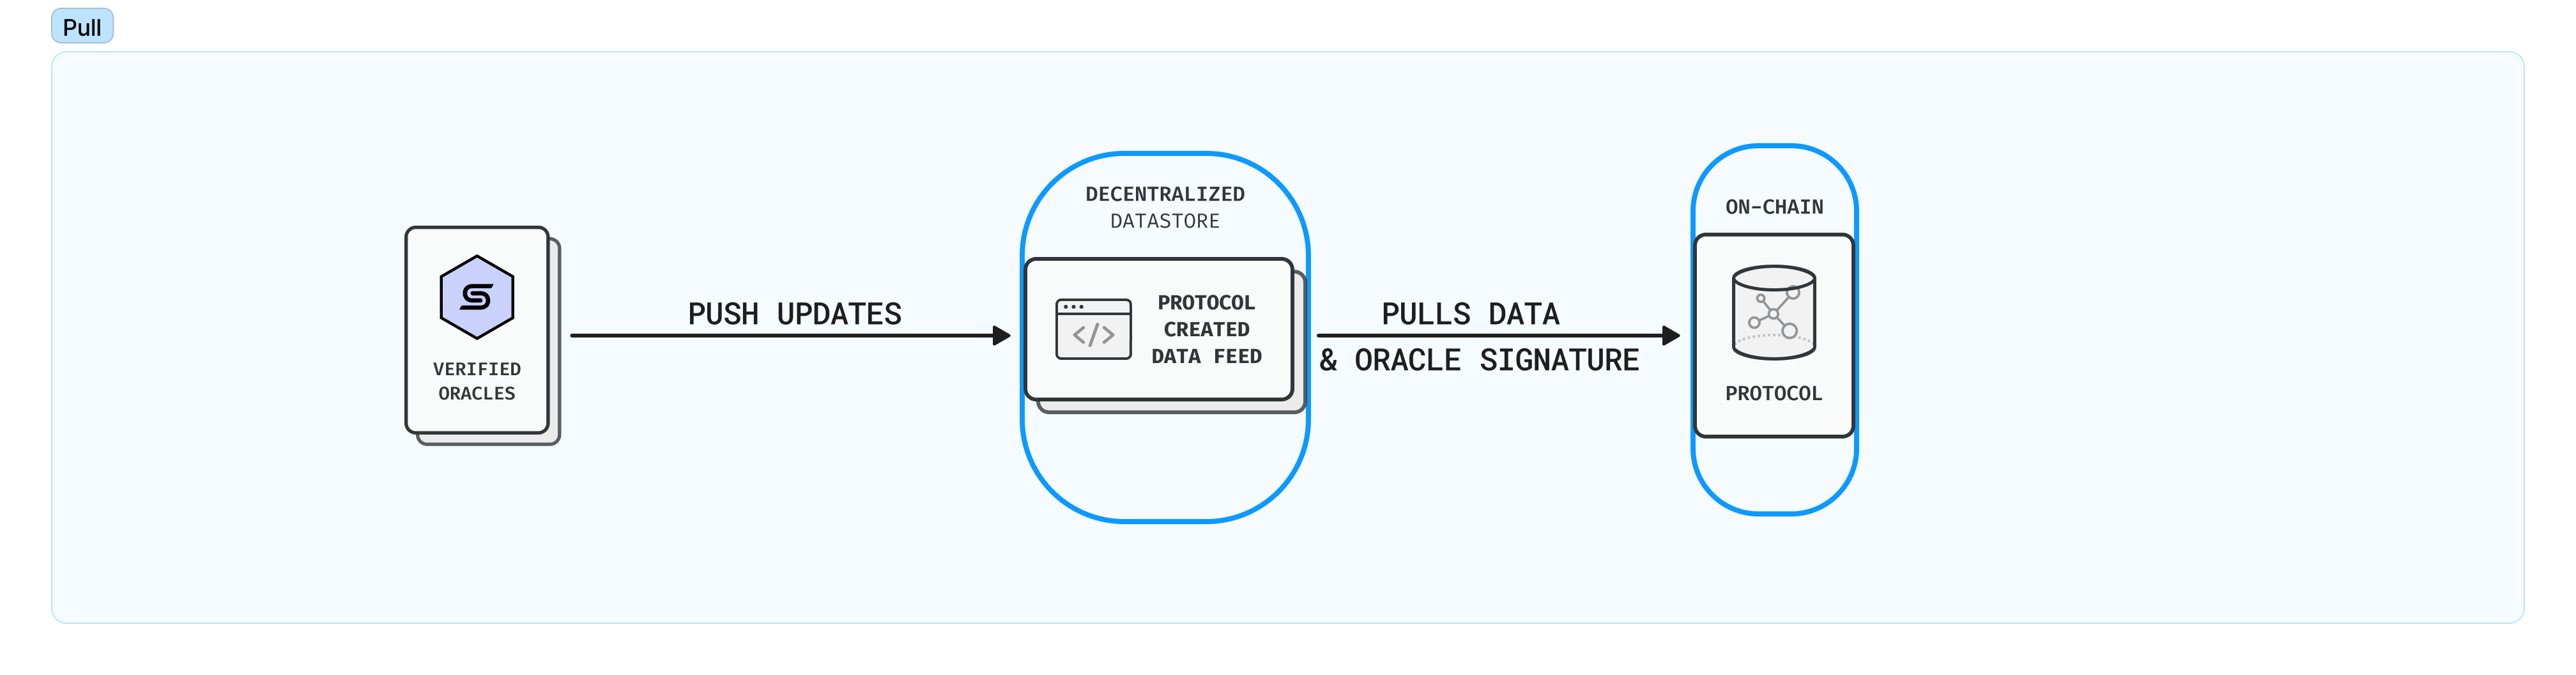 Pull
DECENTRALIZED
DATASTORE
ON-CHAIN
PUSH UPDATES
PROTOCOL
CREATED
DATA FEED
PULLS DATA
& ORACLE SIGNATURE
VERIFIED
ORACLES
PROTOCOL